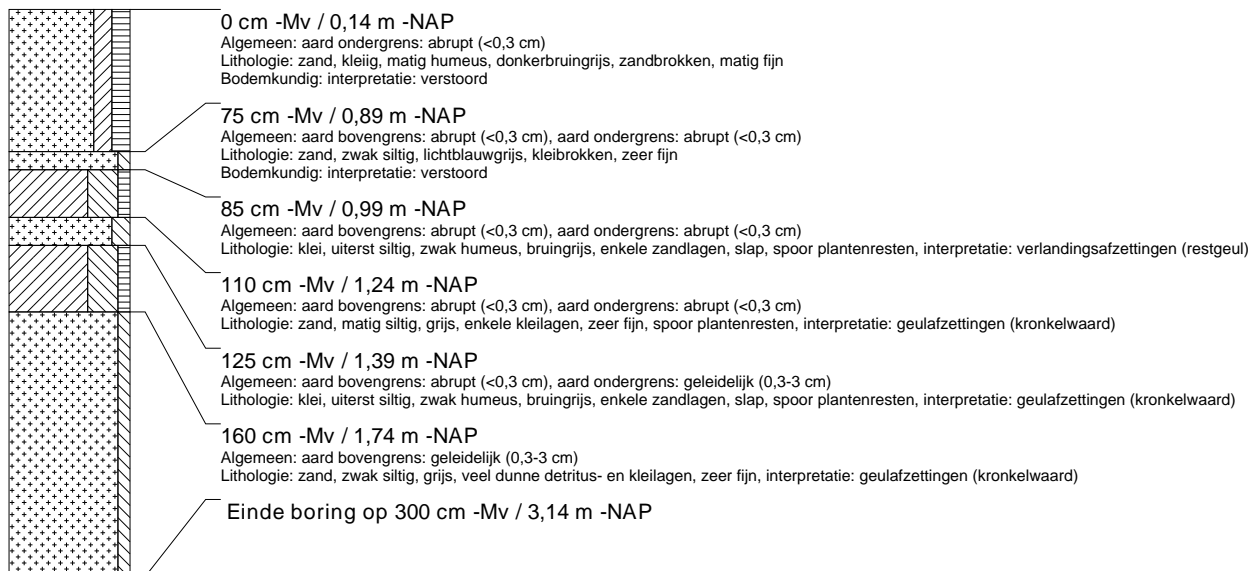 0 cm -Mv / 0,14 m -NAP
Algemeen: aard ondergrens: abrupt (<0,3 cm)
Lithologie: zand, kleiig, matig humeus, donkerbruingrijs, zandbrokken, matig fijn
Bodemkundig: interpretatie: verstoord
75 cm -Mv / 0,89 m -NAP
Algemeen: aard bovengrens: abrupt (<0,3 cm), aard ondergrens: abrupt (<0,3 cm)
Lithologie: zand, zwak siltig, lichtblauwgrijs, kleibrokken, zeer fijn
Bodemkundig: interpretatie: verstoord
85 cm -Mv / 0,99 m -NAP
Algemeen: aard bovengrens: abrupt (<0,3 cm), aard ondergrens: abrupt (<0,3 cm)
Lithologie: klei, uiterst siltig, zwak humeus, bruingrijs, enkele zandlagen, slap, spoor plantenresten, interpretatie: verlandingsafzettingen (restgeul)
110 cm -Mv / 1,24 m -NAP
Algemeen: aard bovengrens: abrupt (<0,3 cm), aard ondergrens: abrupt (<0,3 cm)
Lithologie: zand, matig siltig, grijs, enkele kleilagen, zeer fijn, spoor plantenresten, interpretatie: geulafzettingen (kronkelwaard)
125 cm -Mv / 1,39 m -NAP
Algemeen: aard bovengrens: abrupt (<0,3 cm), aard ondergrens: geleidelijk (0,3-3 cm)
Lithologie: klei, uiterst siltig, zwak humeus, bruingrijs, enkele zandlagen, slap, spoor plantenresten, interpretatie: geulafzettingen (kronkelwaard)
160 cm -Mv / 1,74 m -NAP
Algemeen: aard bovengrens: geleidelijk (0,3-3 cm)
Lithologie: zand, zwak siltig, grijs, veel dunne detritus- en kleilagen, zeer fijn, interpretatie: geulafzettingen (kronkelwaard)
Einde boring op 300 cm -Mv / 3,14 m -NAP